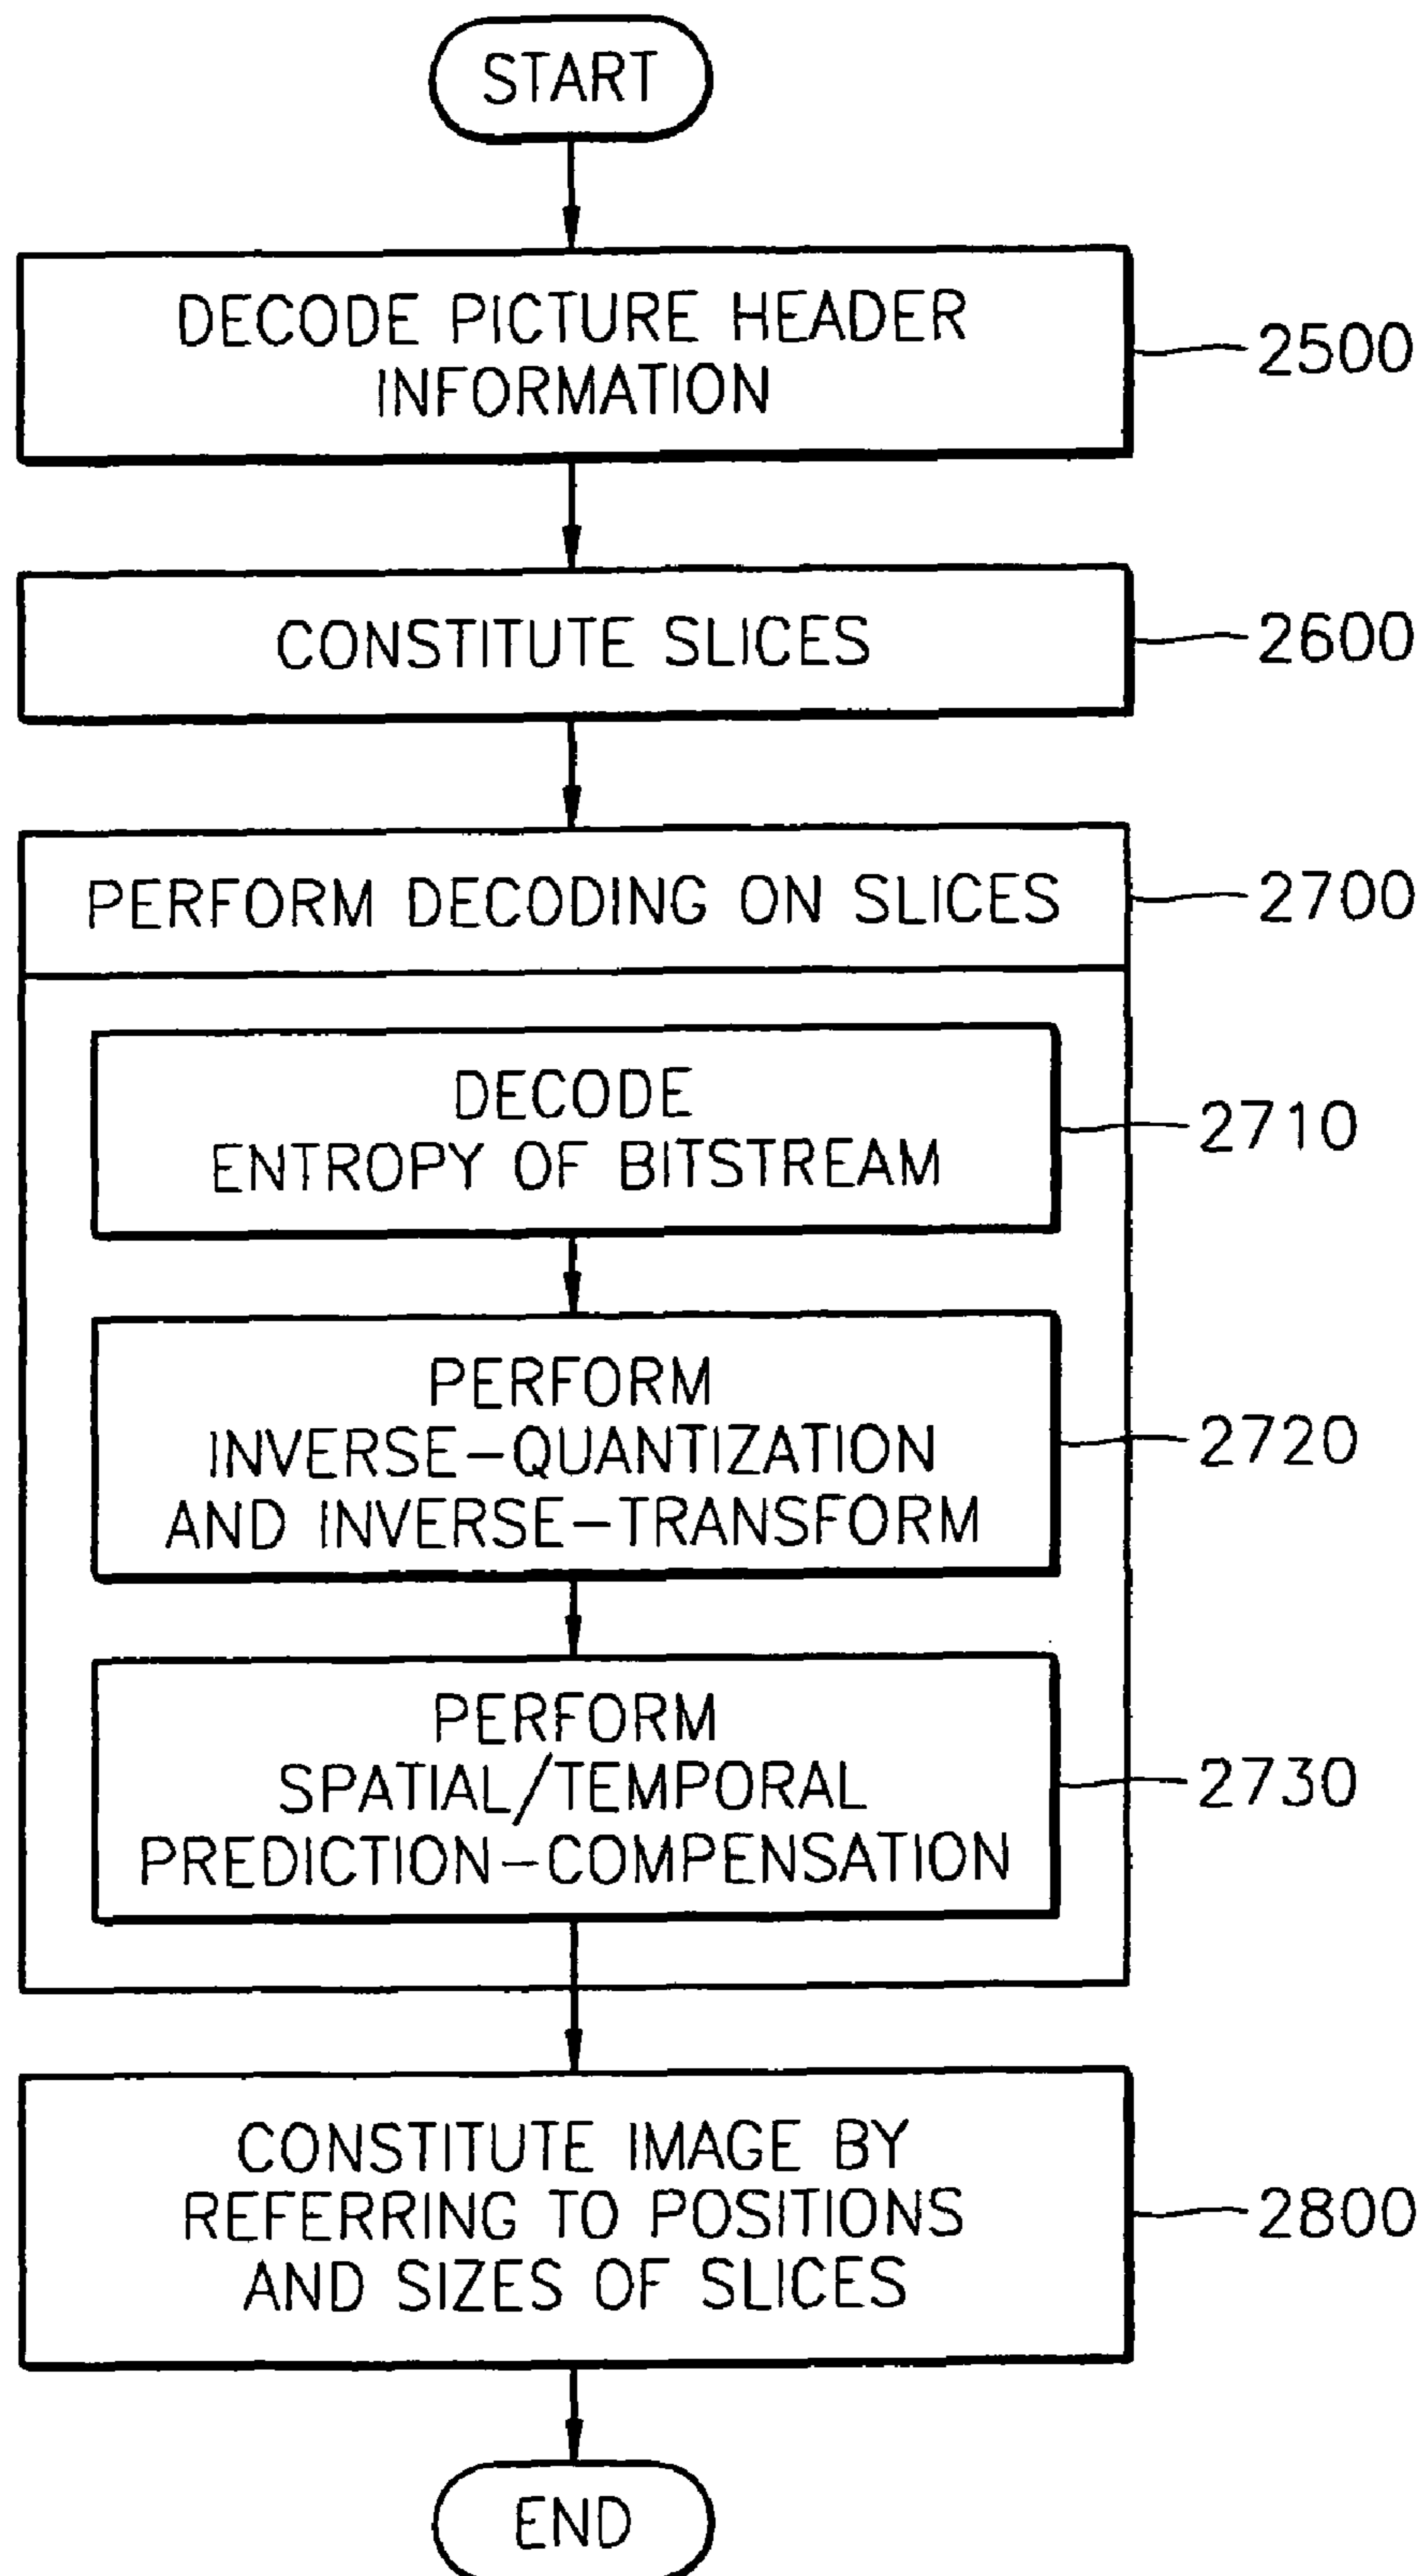 START
DECODE PICTURE HEADER
INFORMATION
2500
CONSTITUTE SLICES
2600
PERFORM DECODING ON SLICES
2700
DECODE
ENTROPY OF BITSTREAM
2710
PERFORM
INVERSE-QUANTIZATION
AND INVERSE-TRANSFORM
2720
PERFORM
SPATIAL/TEMPORAL
PREDICTION-COMPENSATION
2730
CONSTITUTE IMAGE BY
REFERRING TO POSITIONS
AND SIZES OF SLICES
2800
END